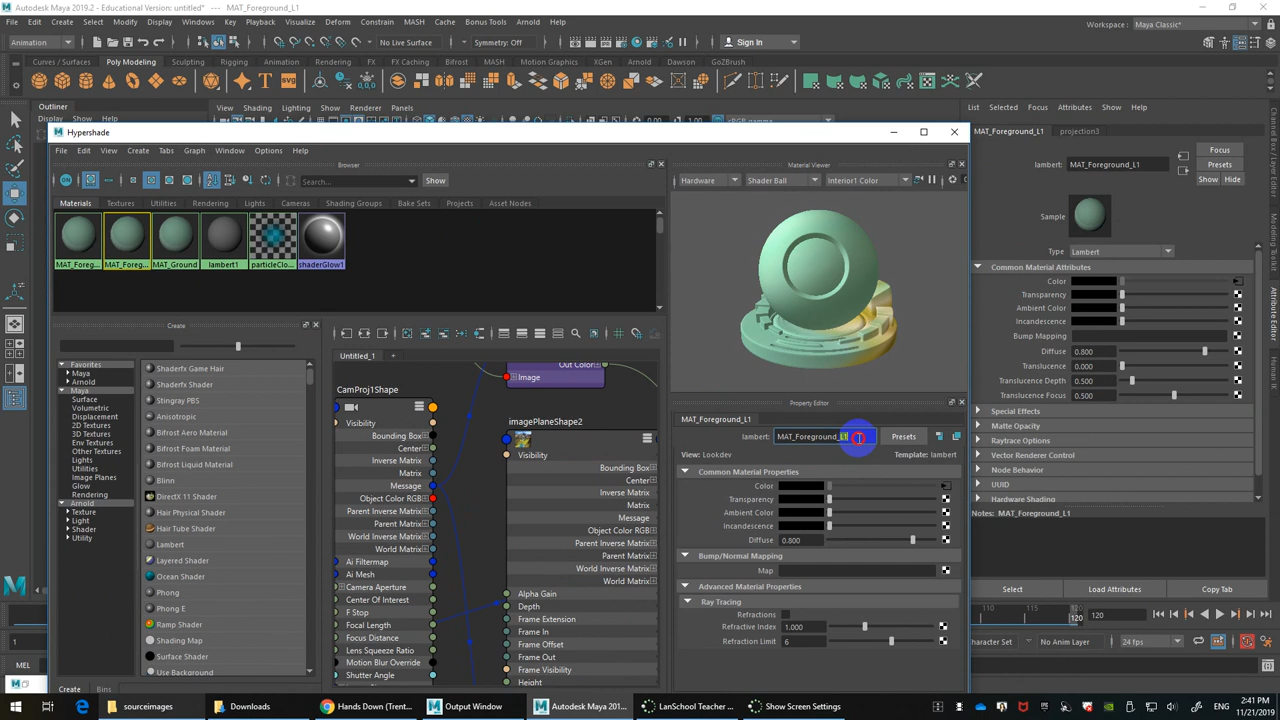 Autodesk Maya 2019.2 - Educational Version: untitled* --- MAT_Foreground_L1
File Edit Create Select Modify Display Windows Key Playback Visualize Deform Constrain MASH Cache Bonus Tools Arnold Help
Workspace : Maya Classic*
Animation No Live Surface Symmetry: Off Sign In
Curves / Surfaces Poly Modeling Sculpting Rigging Animation Rendering FX FX Caching Bifrost MASH Motion Graphics XGen Arnold Dawson GoZBrush
Outliner View Shading Lighting Show Renderer Panels List Selected Focus Attributes Show Help
Display Show
Hypershade
MAT_Foreground_L1 projection3
File Edit View Create Tabs Graph Window Options Help
Browser Material Viewer
lambert: MAT_Foreground_L1
Focus
Presets
Show Hide
ON Search... Show
Hardware Shader Ball Interior1 Color
Materials Textures Utilities Rendering Lights Cameras Shading Groups Bake Sets Projects Asset Nodes
Sample
MAT_Foreg... MAT_Foreg... MAT_Ground lambert1 particleClo... shaderGlow1
Type Lambert
Common Material Attributes
Color
Transparency
Ambient Color
Incandescence
Bump Mapping
Diffuse 0.800
Translucence 0.000
Translucence Depth 0.500
Translucence Focus 0.500
Special Effects
Matte Opacity
Raytrace Options
Vector Renderer Control
Node Behavior
UUID
Hardware Shading
Notes: MAT_Foreground_L1
Select Load Attributes Copy Tab
Create
Favorites
Maya
Arnold
Maya
Surface
Volumetric
Displacement
2D Textures
3D Textures
Env Textures
Other Textures
Lights
Utilities
Image Planes
Glow
Rendering
Arnold
Texture
Light
Shader
Utility
Shaderfx Game Hair
Shaderfx Shader
Stingray PBS
Anisotropic
Bifrost Aero Material
Bifrost Foam Material
Bifrost Liquid Material
Blinn
DirectX 11 Shader
Hair Physical Shader
Hair Tube Shader
Lambert
Layered Shader
Ocean Shader
Phong
Phong E
Ramp Shader
Shading Map
Surface Shader
Use Background
Create Bins
Untitled_1 +
Out Color
Image
CamProj1Shape
Visibility
Bounding Box
Center
Inverse Matrix
Matrix
Message
Object Color RGB
Parent Inverse Matrix
Parent Matrix
World Inverse Matrix
World Matrix
Ai Filtermap
Ai Mesh
Camera Aperture
Center Of Interest
F Stop
Focal Length
Focus Distance
Lens Squeeze Ratio
Motion Blur Override
Shutter Angle
imagePlaneShape2
Visibility
Bounding Box
Center
Inverse Matrix
Matrix
Message
Object Color RGB
Parent Inverse Matrix
Parent Matrix
World Inverse Matrix
World Matrix
Alpha Gain
Depth
Frame Extension
Frame In
Frame Offset
Frame Out
Frame Visibility
Height
Property Editor
MAT_Foreground_L1
lambert: MAT_Foreground_L1 Presets
View: Lookdev Template: lambert
Common Material Properties
Color
Transparency
Ambient Color
Incandescence
Diffuse 0.800
Bump/Normal Mapping
Map
Advanced Material Properties
Ray Tracing
Refractions
Refractive Index 1.000
Refraction Limit 6
110 115 120 120
1
MEL
No Anim Layer 24 fps
Channel Box / Layer Editor
Modeling Toolkit
Attribute Editor
sourceimages Downloads Hands Down (Trent... Output Window Autodesk Maya 201... LanSchool Teacher ... Show Screen Settings
2:41 PM
11/21/2019